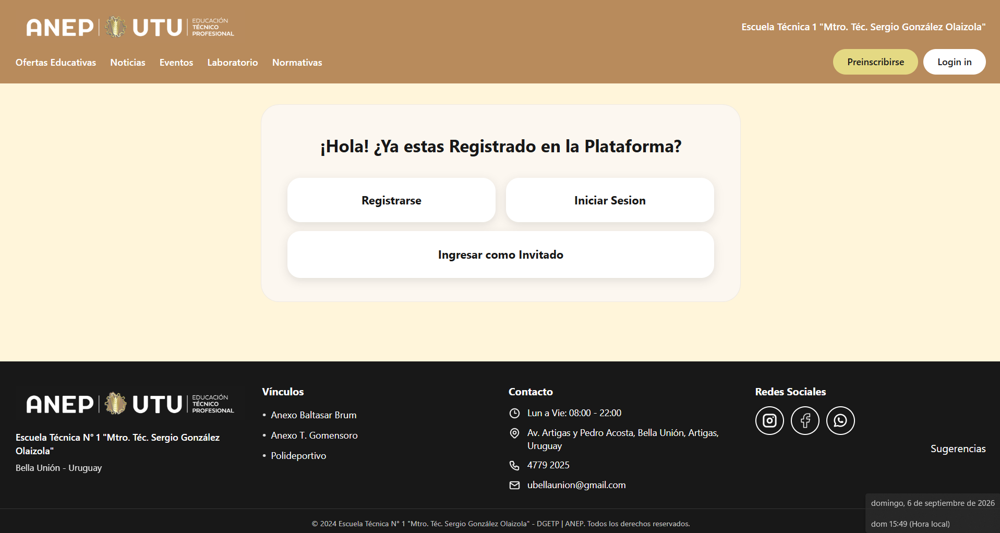 ANEP UTU EDUCACIÓN
TÉCNICO
PROFESIONAL
Escuela Técnica 1 "Mtro. Téc. Sergio González Olaizola"
Ofertas Educativas Noticias Eventos Laboratorio Normativas
Preinscribirse Login in
¡Hola! ¿Ya estas Registrado en la Plataforma?
Registrarse Iniciar Sesion
Ingresar como Invitado
ANEP UTU EDUCACIÓN
TÉCNICO
PROFESIONAL
Escuela Técnica N° 1 "Mtro. Téc. Sergio González
Olaizola"
Bella Unión - Uruguay
Vínculos
• Anexo Baltasar Brum
• Anexo T. Gomensoro
• Polideportivo
Contacto
Lun a Vie: 08:00 - 22:00
Av. Artigas y Pedro Acosta, Bella Unión, Artigas,
Uruguay
4779 2025
ubellaunion@gmail.com
Redes Sociales
Sugerencias
domingo, 6 de septiembre de 2026
dom 15:49 (Hora local)
© 2024 Escuela Técnica N° 1 "Mtro. Téc. Sergio González Olaizola" - DGETP | ANEP. Todos los derechos reservados.